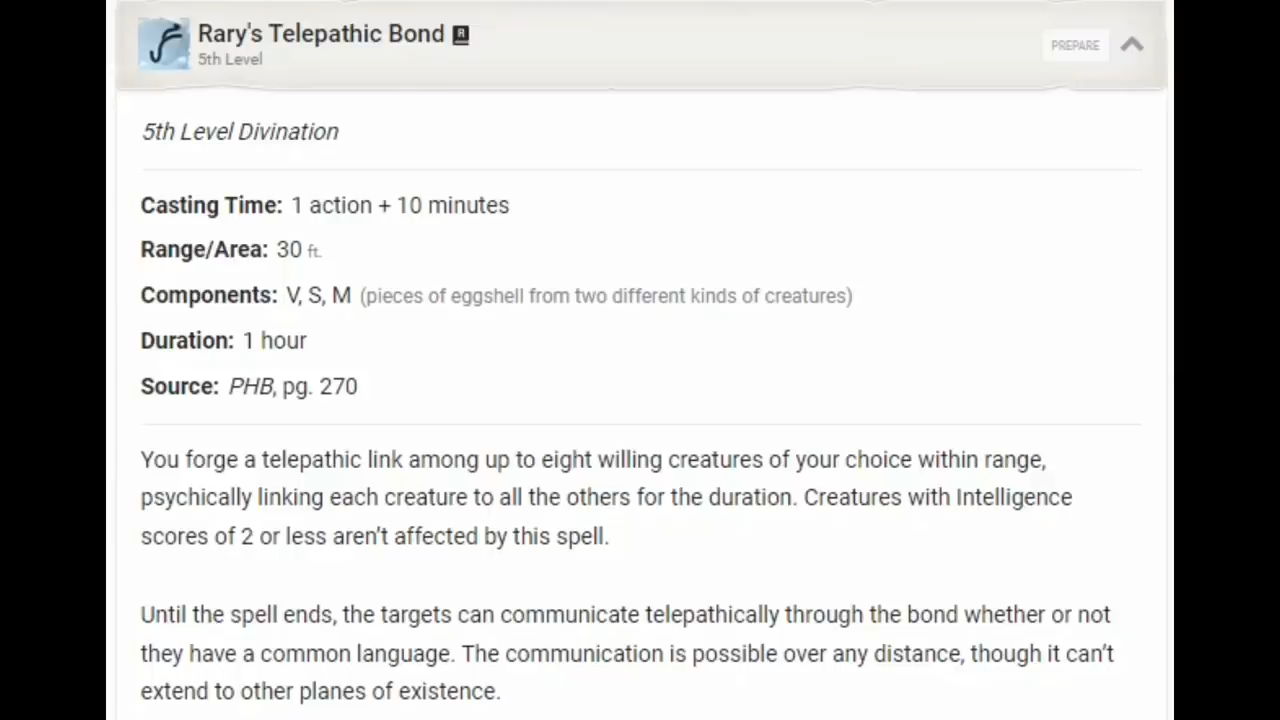 Rary's Telepathic Bond R
5th Level
PREPARE
5th Level Divination
Casting Time: 1 action + 10 minutes
Range/Area: 30 ft.
Components: V, S, M (pieces of eggshell from two different kinds of creatures)
Duration: 1 hour
Source: PHB, pg. 270
You forge a telepathic link among up to eight willing creatures of your choice within range,
psychically linking each creature to all the others for the duration. Creatures with Intelligence
scores of 2 or less aren't affected by this spell.
Until the spell ends, the targets can communicate telepathically through the bond whether or not
they have a common language. The communication is possible over any distance, though it can't
extend to other planes of existence.